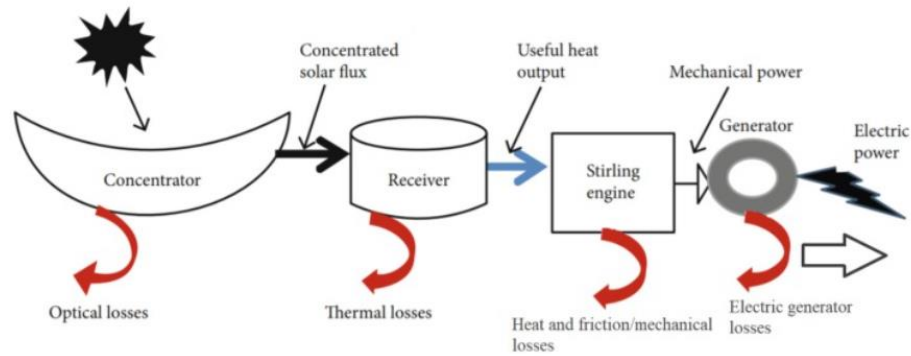 Concentrated
solar flux
Useful heat
output
Mechanical power
Generator
Electric
power
Concentrator
Receiver
Stirling
engine
Optical losses
Thermal losses
Heat and friction/mechanical
losses
Electric generator
losses